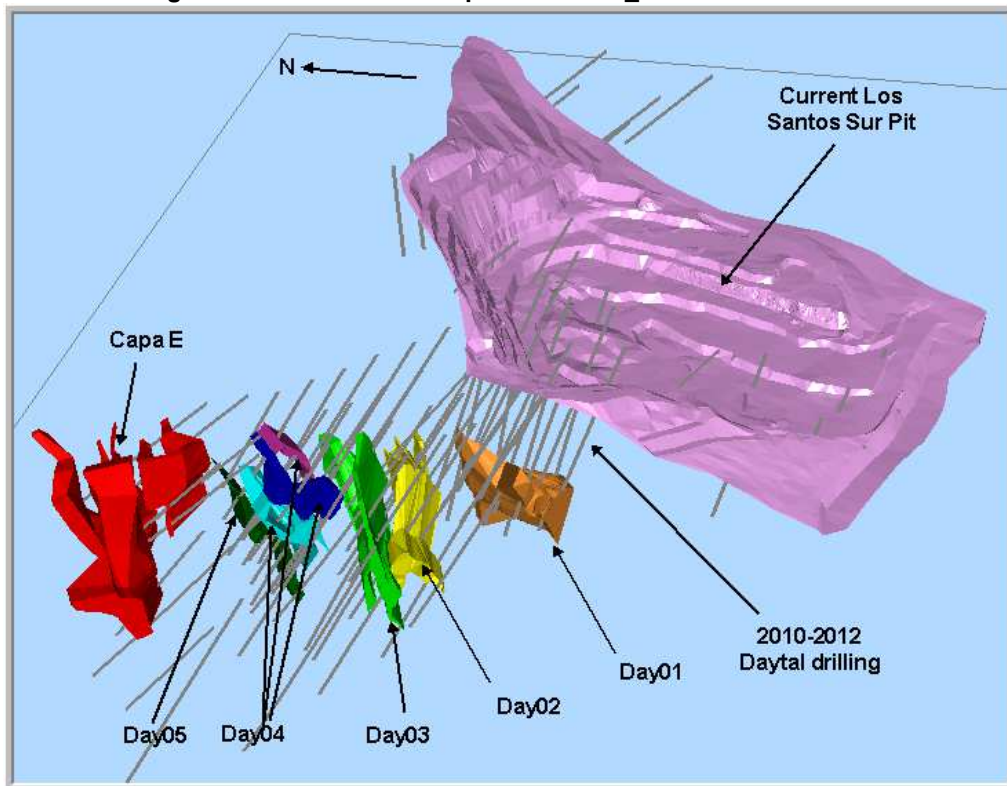 N
Current Los
Santos Sur Pit
Capa E
2010-2012
Daytal drilling
Day01
Day02
Day05
Day04
Day03